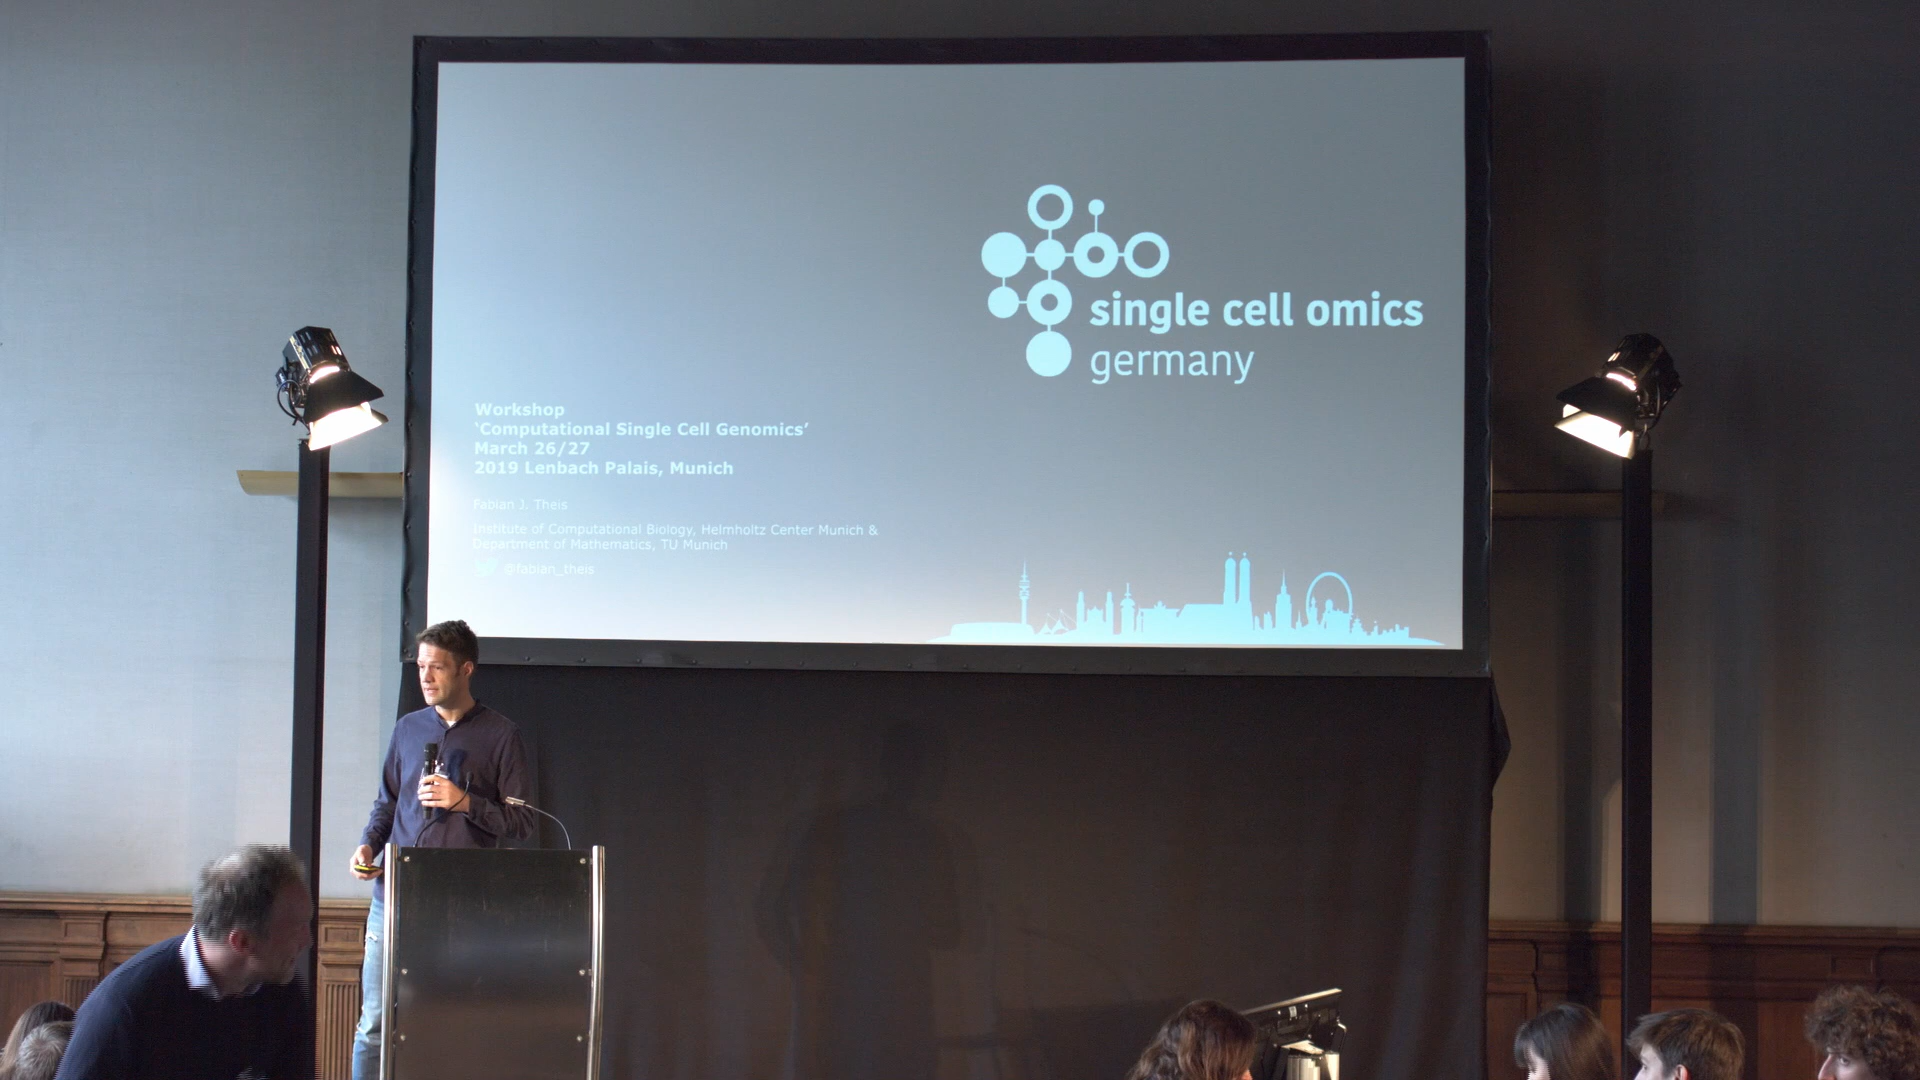 single cell omics
germany
Workshop
‘Computational Single Cell Genomics’
March 26/27
2019 Lenbach Palais, Munich
Fabian J. Theis
Institute of Computational Biology, Helmholtz Center Munich &
Department of Mathematics, TU Munich
@fabian_theis